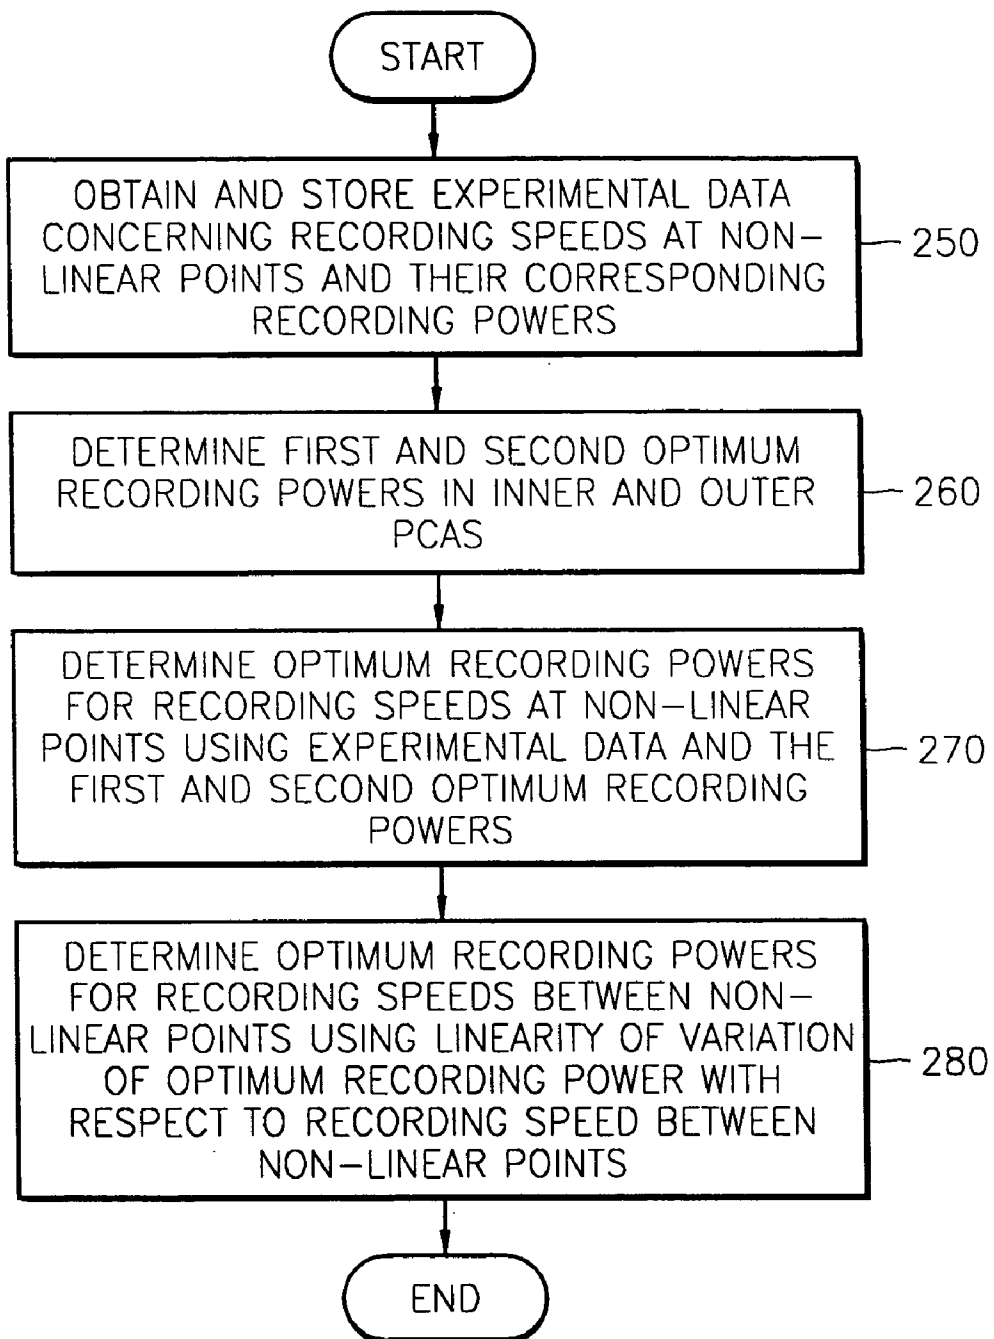 START
OBTAIN AND STORE EXPERIMENTAL DATA
CONCERNING RECORDING SPEEDS AT NON-
LINEAR POINTS AND THEIR CORRESPONDING
RECORDING POWERS
250
DETERMINE FIRST AND SECOND OPTIMUM
RECORDING POWERS IN INNER AND OUTER
PCAS
260
DETERMINE OPTIMUM RECORDING POWERS
FOR RECORDING SPEEDS AT NON-LINEAR
POINTS USING EXPERIMENTAL DATA AND THE
FIRST AND SECOND OPTIMUM RECORDING
POWERS
270
DETERMINE OPTIMUM RECORDING POWERS
FOR RECORDING SPEEDS BETWEEN NON-
LINEAR POINTS USING LINEARITY OF VARIATION
OF OPTIMUM RECORDING POWER WITH
RESPECT TO RECORDING SPEED BETWEEN
NON-LINEAR POINTS
280
END